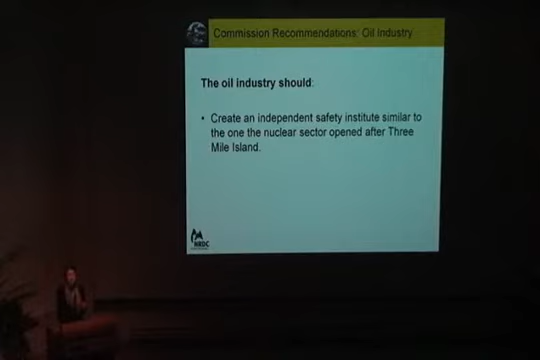 Commission Recommendations: Oil Industry
The oil industry should:
• Create an independent safety institute similar to
the one the nuclear sector opened after Three
Mile Island.
NRDC